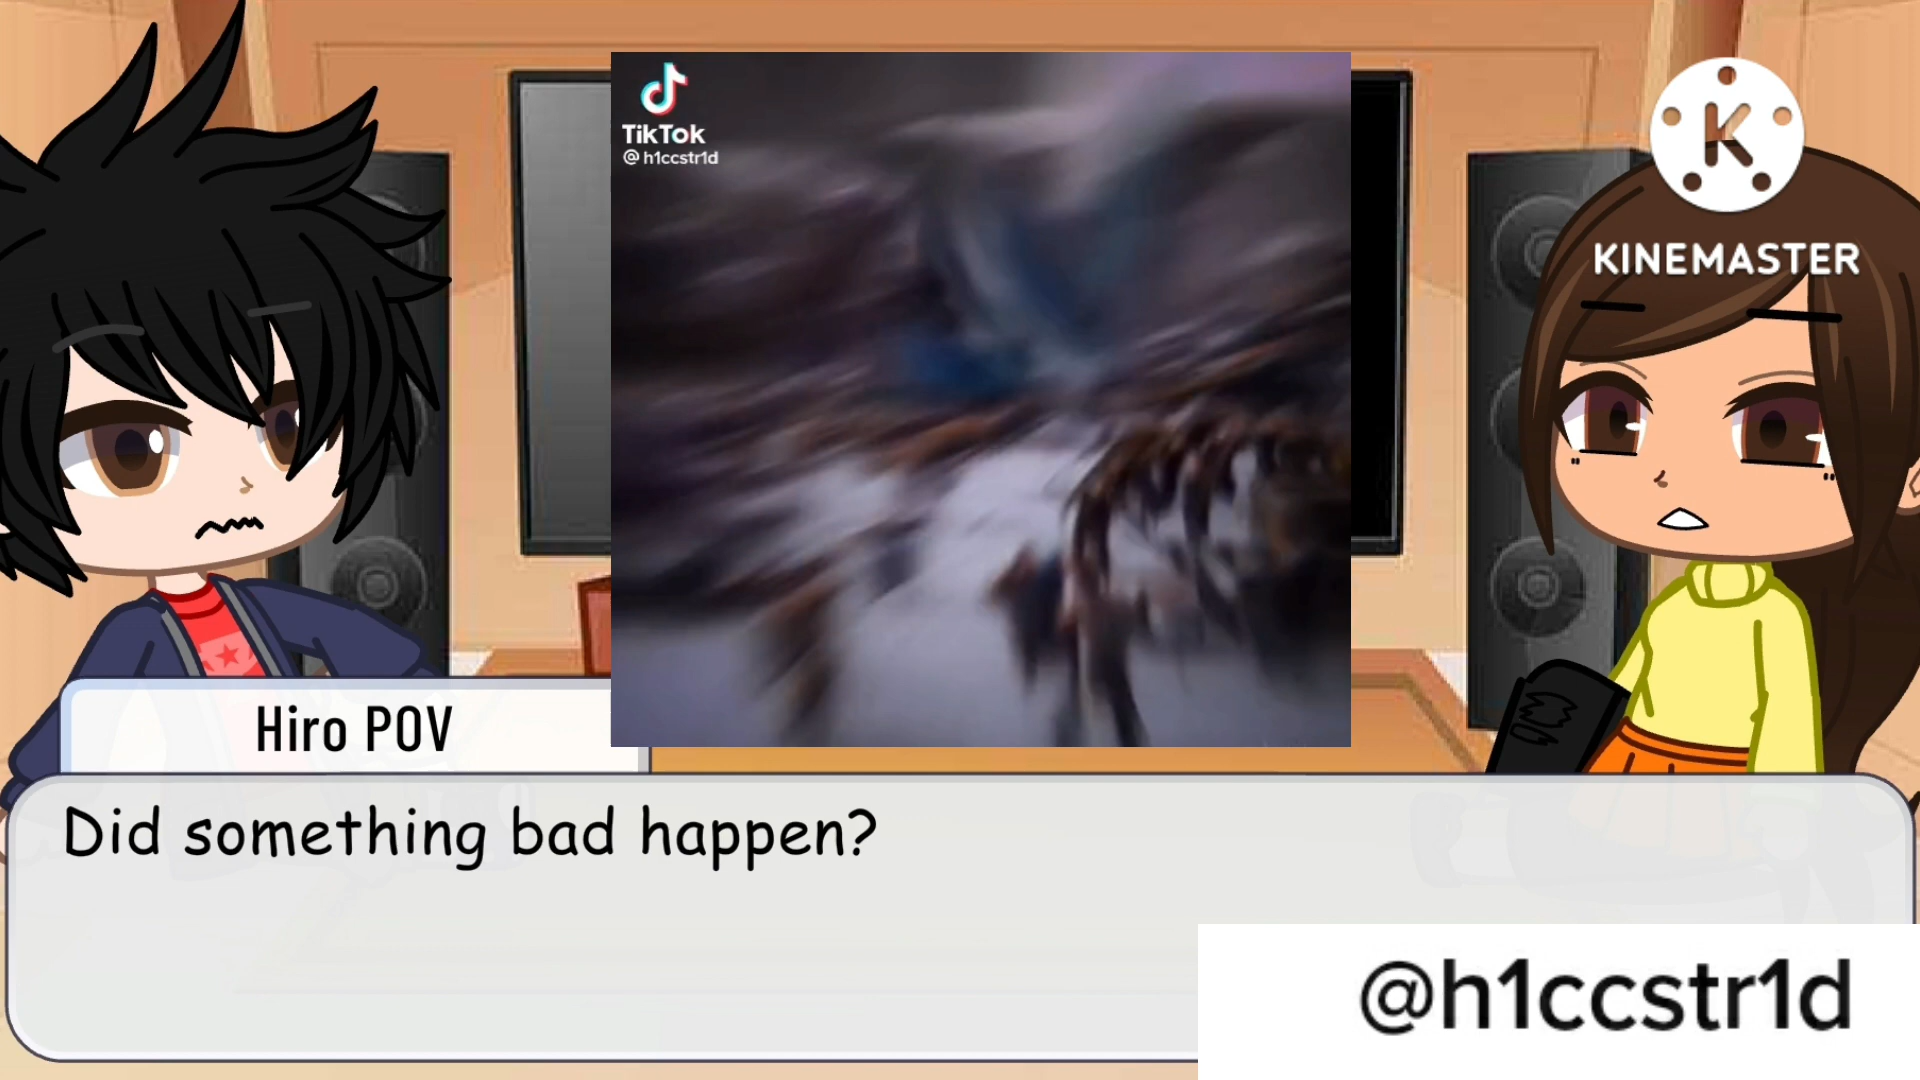 TikTok
@h1ccstr1d
K
KINEMASTER
Hiro POV
Did something bad happen?
@h1ccstr1d